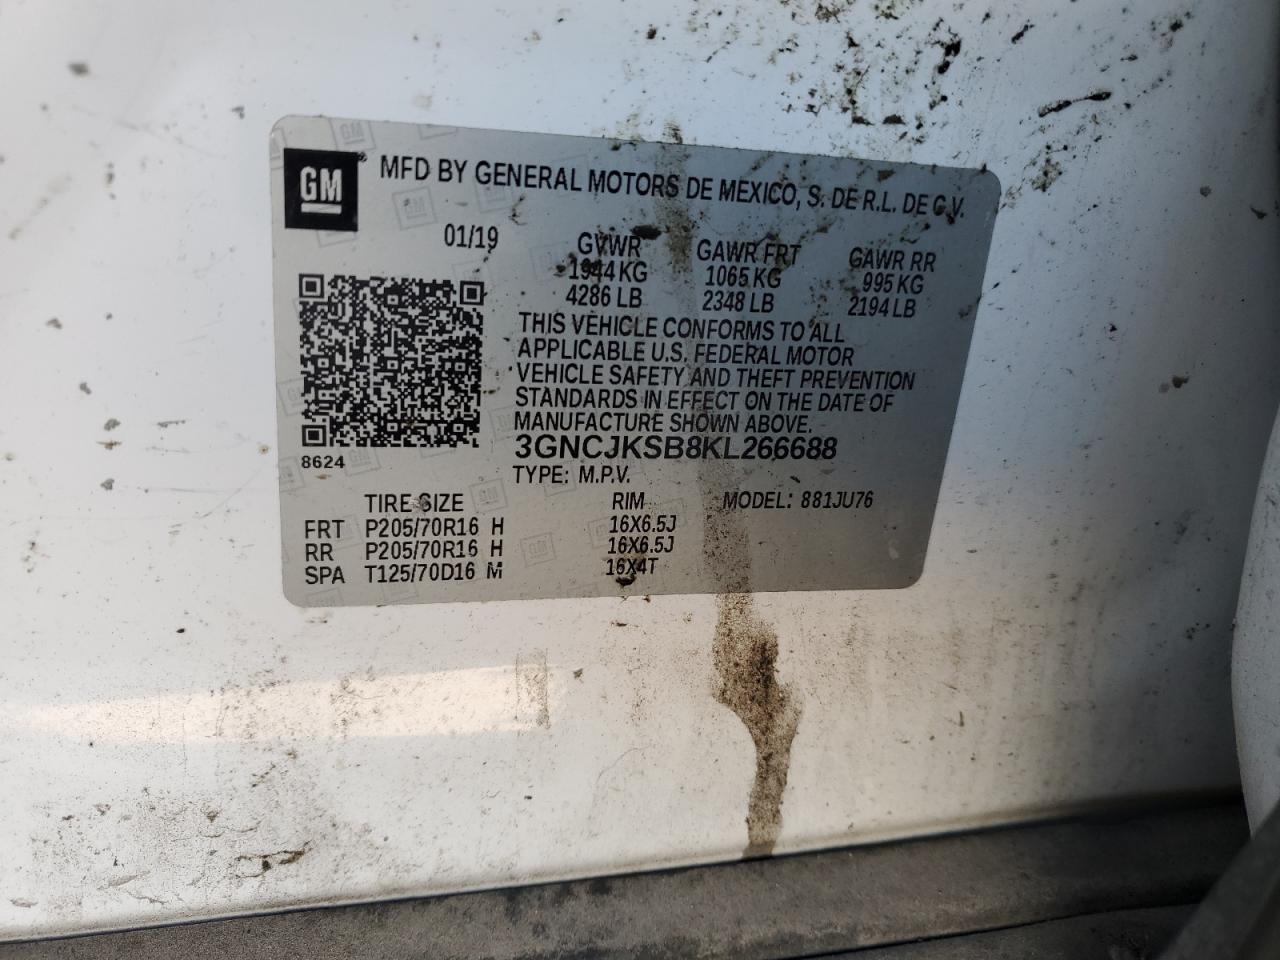 GM MFD BY GENERAL MOTORS DE MEXICO, S. DE R.L. DE C.V.
01/19 GVWR GAWR FRT GAWR RR
1944 KG 1065 KG 995 KG
4286 LB 2348 LB 2194 LB
THIS VEHICLE CONFORMS TO ALL
APPLICABLE U.S. FEDERAL MOTOR
VEHICLE SAFETY AND THEFT PREVENTION
STANDARDS IN EFFECT ON THE DATE OF
MANUFACTURE SHOWN ABOVE.
3GNCJKSB8KL266688
8624
TYPE: M.P.V.
TIRE SIZE RIM MODEL: 881JU76
FRT P205/70R16 H 16X6.5J
RR P205/70R16 H 16X6.5J
SPA T125/70D16 M 16X4T